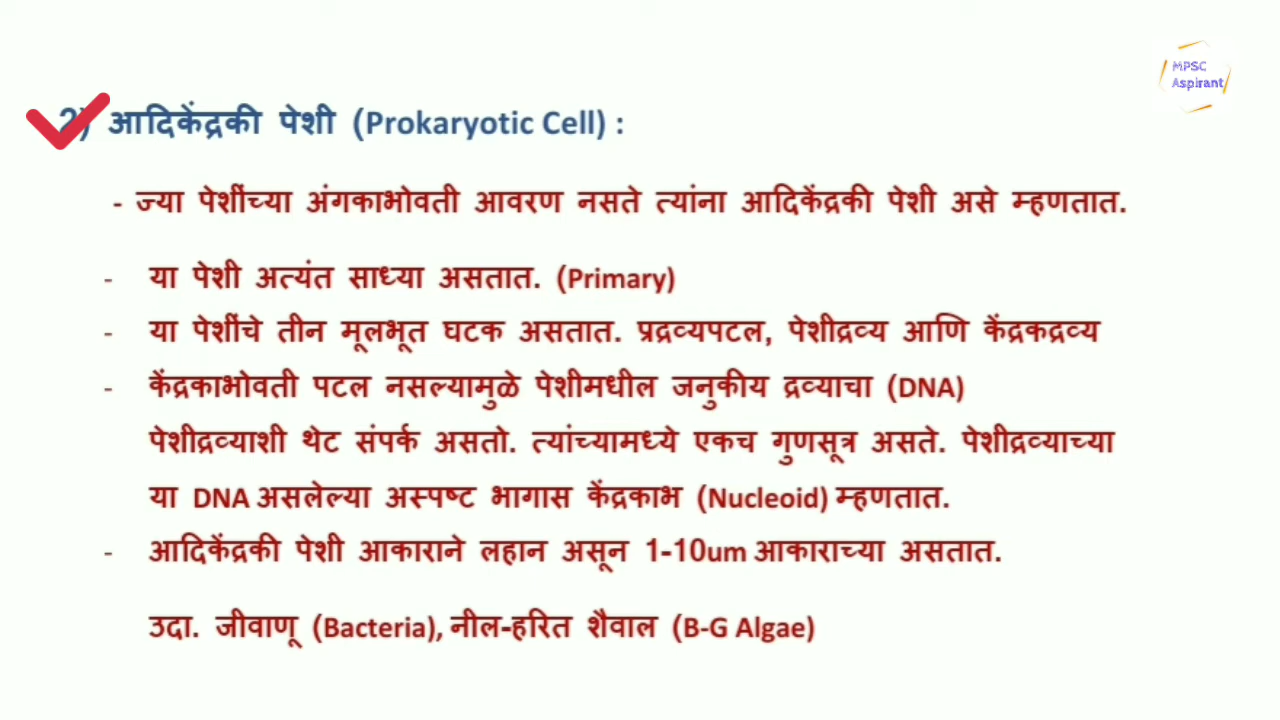 MPSC
Aspirant
2) आदिकेंद्रकी पेशी (Prokaryotic Cell) :
- ज्या पेशींच्या अंगकाभोवती आवरण नसते त्यांना आदिकेंद्रकी पेशी असे म्हणतात.
- या पेशी अत्यंत साध्या असतात. (Primary)
- या पेशींचे तीन मूलभूत घटक असतात. प्रद्रव्यपटल, पेशीद्रव्य आणि केंद्रकद्रव्य
- केंद्रकाभोवती पटल नसल्यामुळे पेशीमधील जनुकीय द्रव्याचा (DNA)
पेशीद्रव्याशी थेट संपर्क असतो. त्यांच्यामध्ये एकच गुणसूत्र असते. पेशीद्रव्याच्या
या DNA असलेल्या अस्पष्ट भागास केंद्रकाभ (Nucleoid) म्हणतात.
- आदिकेंद्रकी पेशी आकाराने लहान असून 1-10um आकाराच्या असतात.
उदा. जीवाणू (Bacteria), नील-हरित शैवाल (B-G Algae)